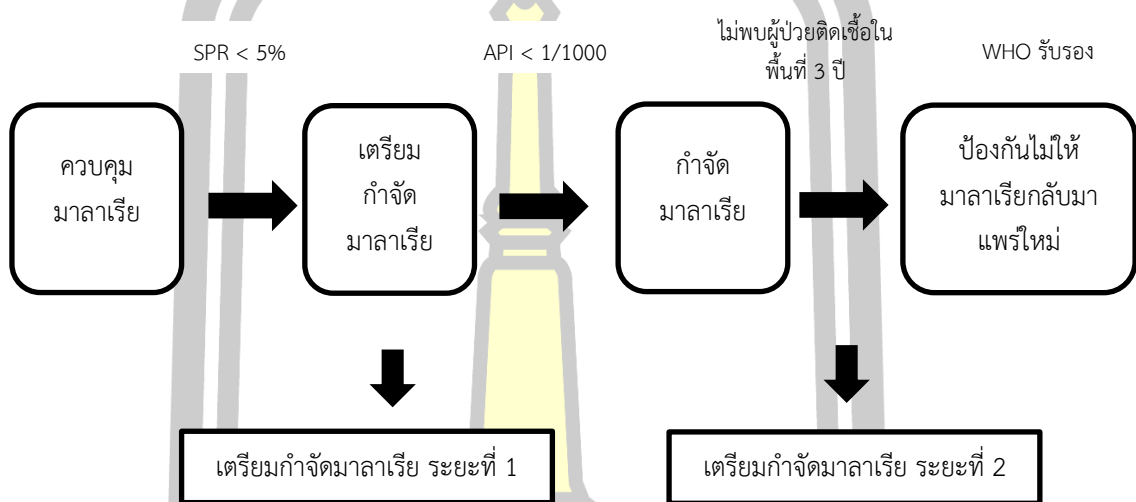 SPR < 5%
API < 1/1000
ไม่พบผู้ป่วยติดเชื้อใน
พื้นที่ 3 ปี
WHO รับรอง
ควบคุม
มาลาเรีย
เตรียม
กำจัด
มาลาเรีย
กำจัด
มาลาเรีย
ป้องกันไม่ให้
มาลาเรียกลับมา
แพร่ใหม่
เตรียมกำจัดมาลาเรีย ระยะที่ 1
เตรียมกำจัดมาลาเรีย ระยะที่ 2